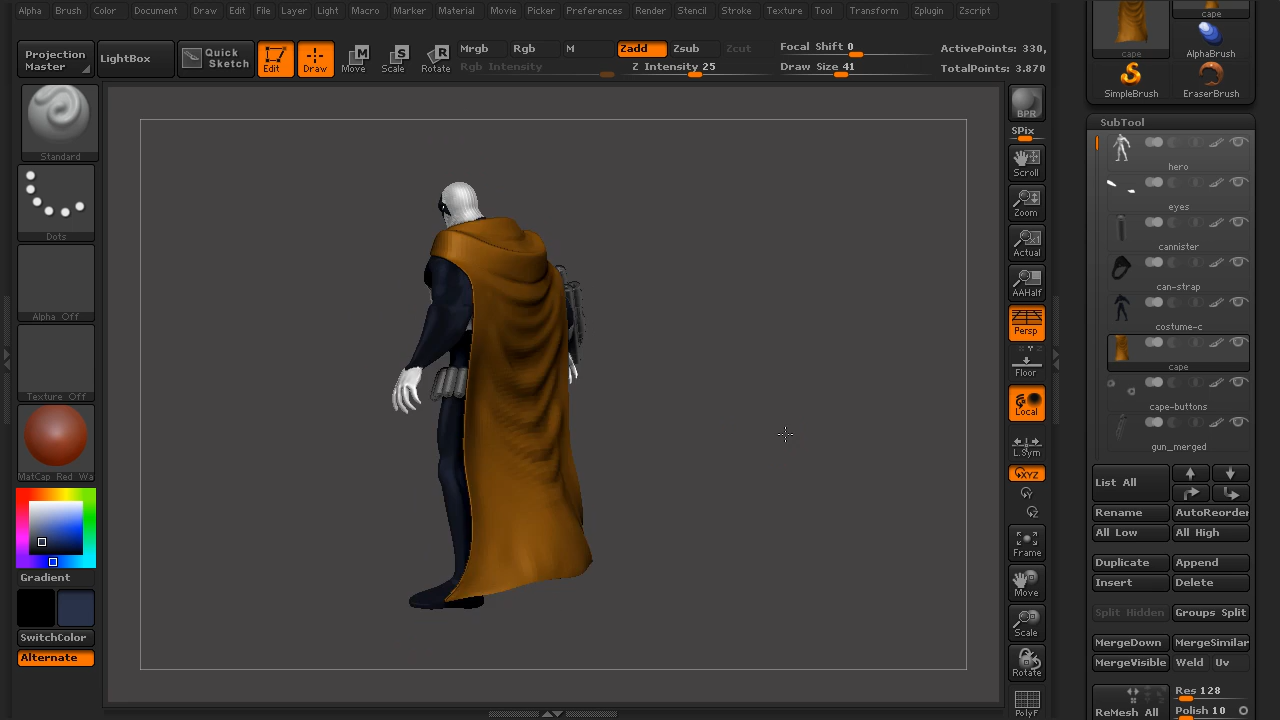 Alpha Brush Color Document Draw Edit File Layer Light Macro Marker Material Movie Picker Preferences Render Stencil Stroke Texture Tool Transform Zplugin Zscript
Projection Master
LightBox
Quick Sketch
Edit
Draw
Move
Scale
Rotate
Mrgb Rgb M Zadd Zsub Zcut
Rgb Intensity
Z Intensity 25
Focal Shift 0
Draw Size 41
ActivePoints: 330,
TotalPoints: 3.870
Standard
Dots
Alpha Off
Texture Off
MatCap Red Wa
Gradient
SwitchColor
Alternate
BPR
SPix
Scroll
Zoom
Actual
AAHalf
Persp
Floor
Local
L.Sym
XYZ
Y
Z
Frame
Move
Scale
Rotate
PolyF
cape
cape
AlphaBrush
SimpleBrush
EraserBrush
SubTool
hero
eyes
cannister
can-strap
costume-c
cape
cape-buttons
gun_merged
List All
Rename AutoReorder
All Low All High
Duplicate Append
Insert Delete
Split Hidden Groups Split
MergeDown MergeSimilar
MergeVisible Weld Uv
ReMesh All
Res 128
Polish 10